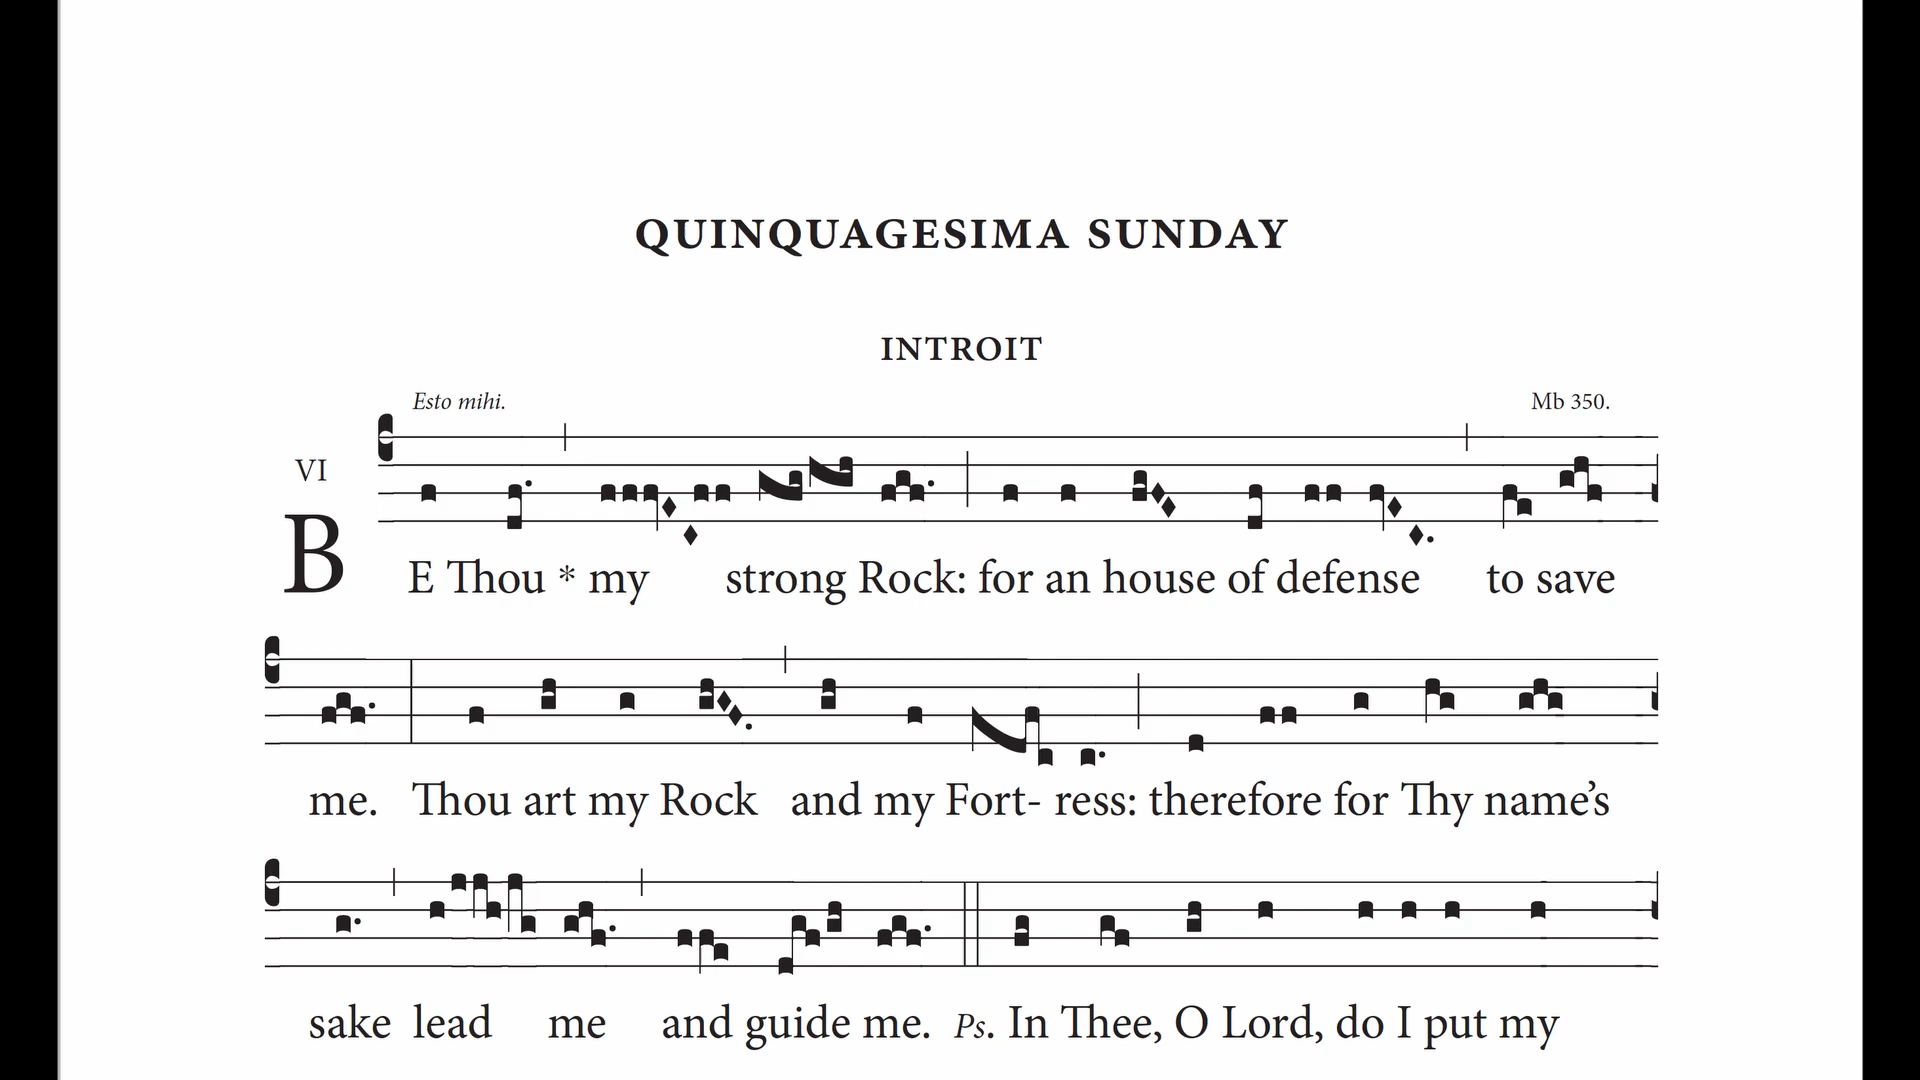 QUINQUAGESIMA SUNDAY
INTROIT
Esto mihi. Mb 350.
VI
BE Thou * my strong Rock: for an house of defense to save
me. Thou art my Rock and my Fort- ress: therefore for Thy name’s
sake lead me and guide me. Ps. In Thee, O Lord, do I put my